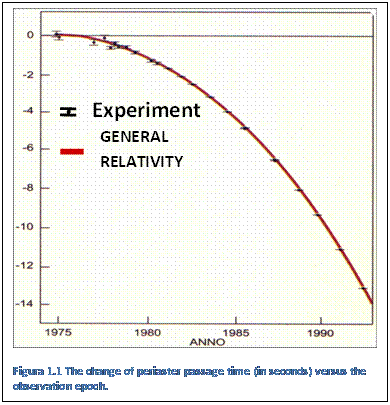 0
-2
-4
Experiment
GENERAL
RELATIVITY
-6
-8
-10
-12
-14
1975 1980 1985 1990
ANNO
Figura 1.1 The change of periaster passage time (in seconds) versus the
observation epoch.